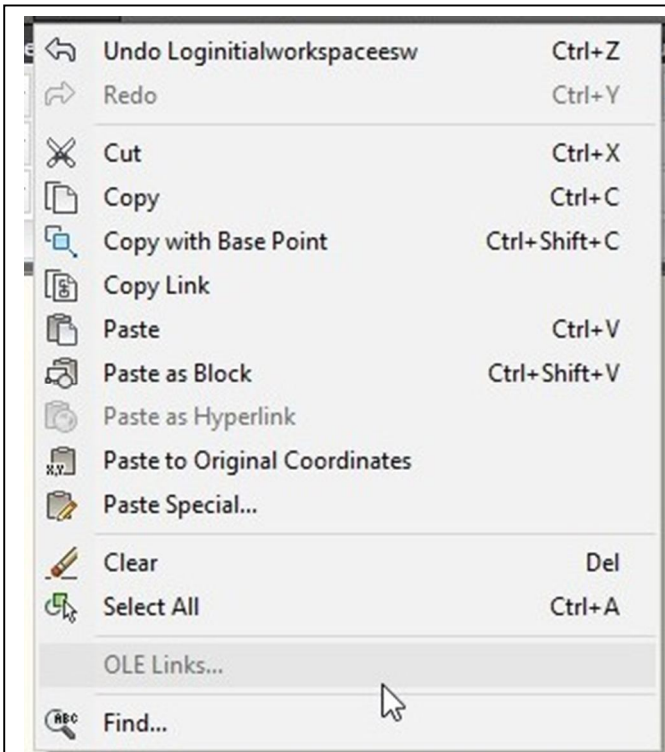 Undo Loginitialworkspaceesw Ctrl+Z
Redo Ctrl+Y
Cut Ctrl+X
Copy Ctrl+C
Copy with Base Point Ctrl+Shift+C
Copy Link
Paste Ctrl+V
Paste as Block Ctrl+Shift+V
Paste as Hyperlink
Paste to Original Coordinates
Paste Special...
Clear Del
Select All Ctrl+A
OLE Links...
Find...